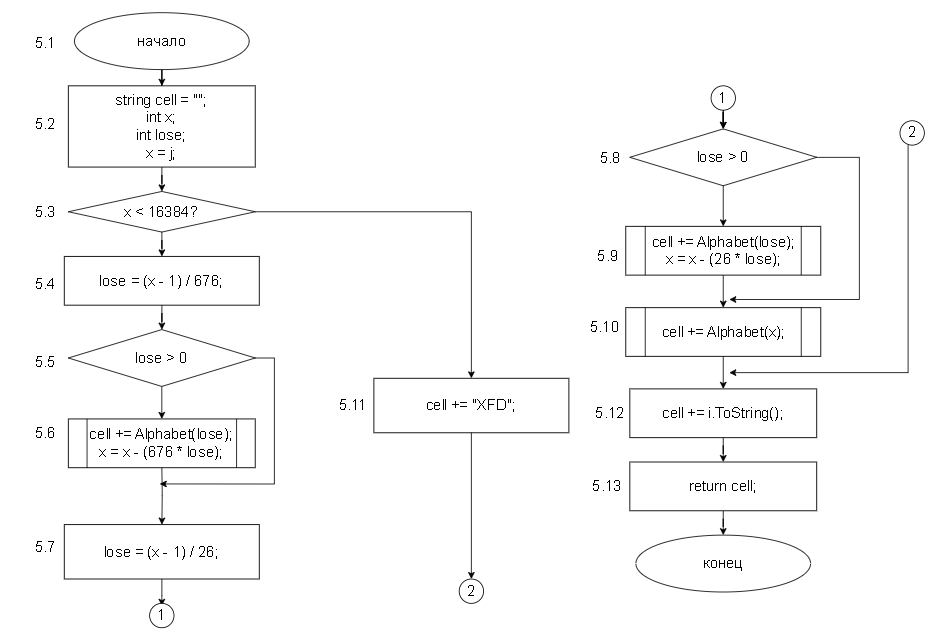 5.1
начало
5.2
string cell = "";
int x;
int lose;
x = j;
5.3
x < 16384?
5.4
lose = (x - 1) / 676;
5.5
lose > 0
5.6
cell += Alphabet(lose);
x = x - (676 * lose);
5.7
lose = (x - 1) / 26;
1
5.11
cell += "XFD";
2
1
2
5.8
lose > 0
5.9
cell += Alphabet(lose);
x = x - (26 * lose);
5.10
cell += Alphabet(x);
5.12
cell += i.ToString();
5.13
return cell;
конец